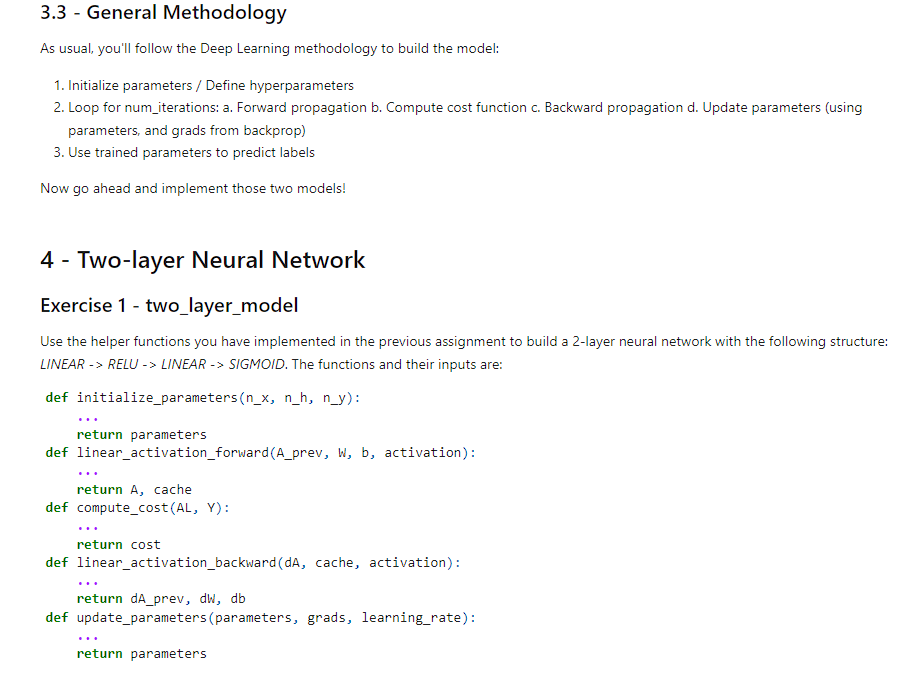 3.3 - General Methodology
As usual, you'll follow the Deep Learning methodology to build the model:
1. Initialize parameters / Define hyperparameters
2. Loop for num_iterations: a. Forward propagation b. Compute cost function c. Backward propagation d. Update parameters (using
parameters, and grads from backprop)
3. Use trained parameters to predict labels
Now go ahead and implement those two models!
4 - Two-layer Neural Network
Exercise 1 - two_layer_model
Use the helper functions you have implemented in the previous assignment to build a 2-layer neural network with the following structure:
LINEAR -> RELU -> LINEAR -> SIGMOID. The functions and their inputs are:
def initialize_parameters(n_x, n_h, n_y):
    ...
    return parameters
def linear_activation_forward(A_prev, W, b, activation):
    ...
    return A, cache
def compute_cost(AL, Y):
    ...
    return cost
def linear_activation_backward(dA, cache, activation):
    ...
    return dA_prev, dW, db
def update_parameters(parameters, grads, learning_rate):
    ...
    return parameters